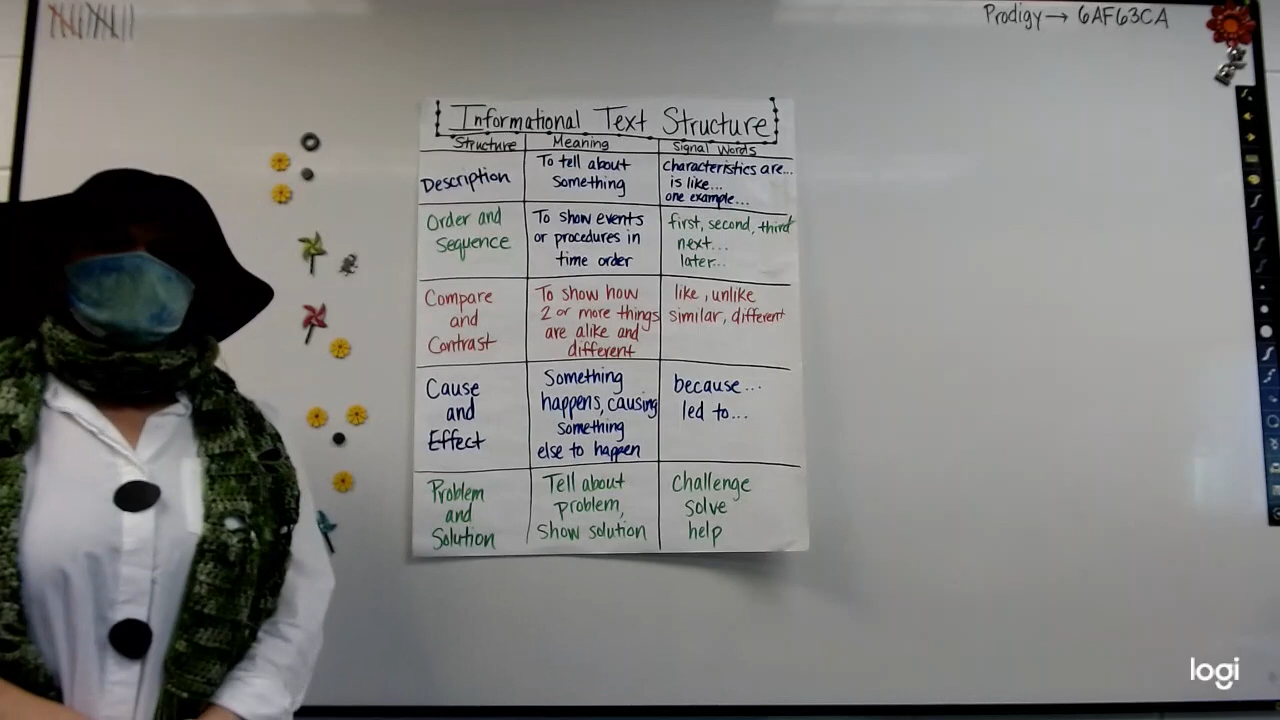 Prodigy → 6AF63CA
Informational Text Structure
Structure Meaning Signal Words
Description
To tell about
something
Characteristics are...
is like...
one example...
Order and
Sequence
To show events
or procedures in
time order
first, second, third
next...
later...
Compare
and
Contrast
To show how
2 or more things
are alike and
different
like, unlike
similar, different
Cause
and
Effect
Something
happens, causing
something
else to happen
because...
led to...
Problem
and
Solution
Tell about
problem,
show solution
Challenge
solve
help
logi